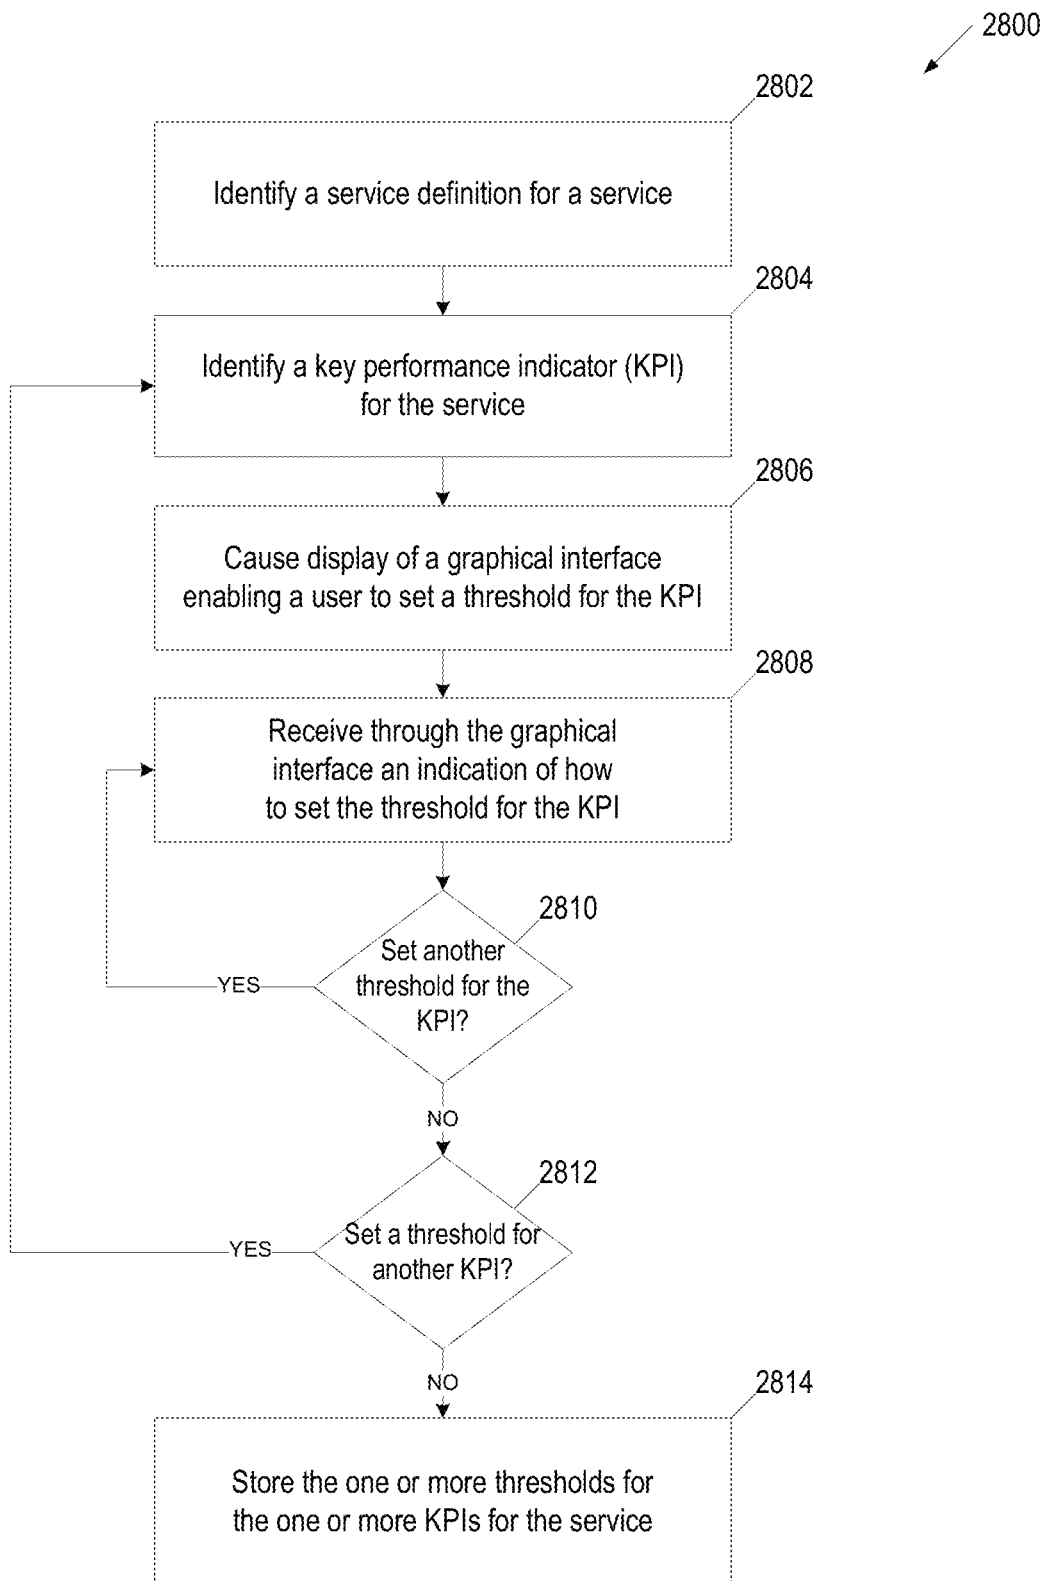 2800
2802
Identify a service definition for a service
2804
Identify a key performance indicator (KPI)
for the service
2806
Cause display of a graphical interface
enabling a user to set a threshold for the KPI
2808
Receive through the graphical
interface an indication of how
to set the threshold for the KPI
2810
Set another
threshold for the
KPI?
YES
NO
2812
Set a threshold for
another KPI?
YES
NO
2814
Store the one or more thresholds for
the one or more KPIs for the service